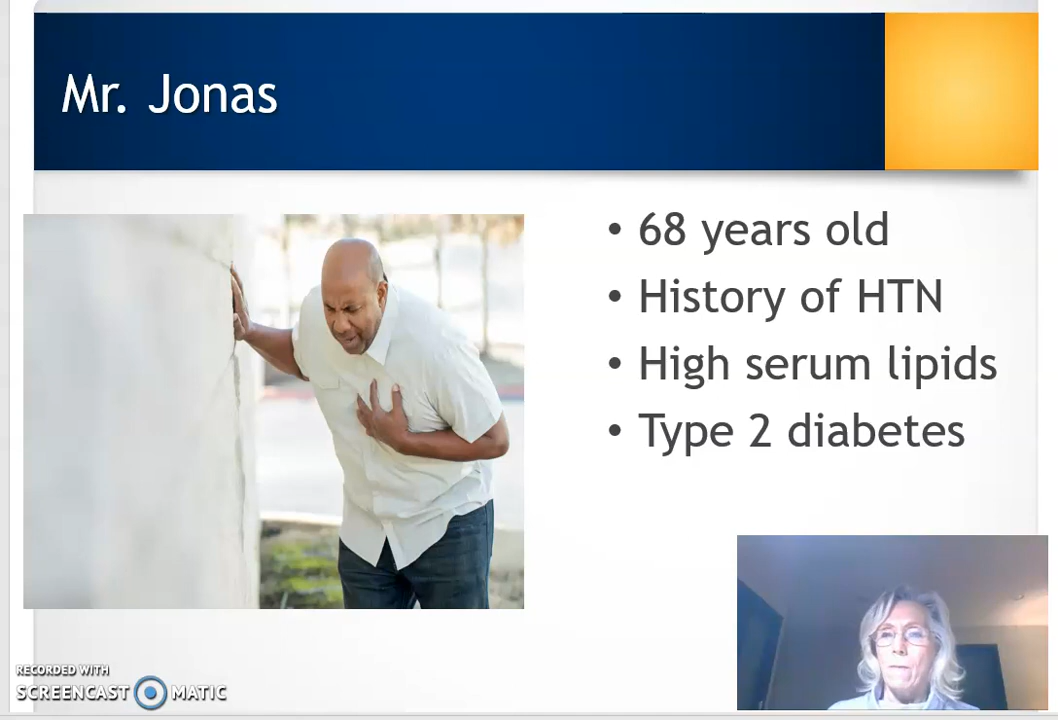 Mr. Jonas
• 68 years old
• History of HTN
• High serum lipids
• Type 2 diabetes
RECORDED WITH
SCREENCAST MATIC